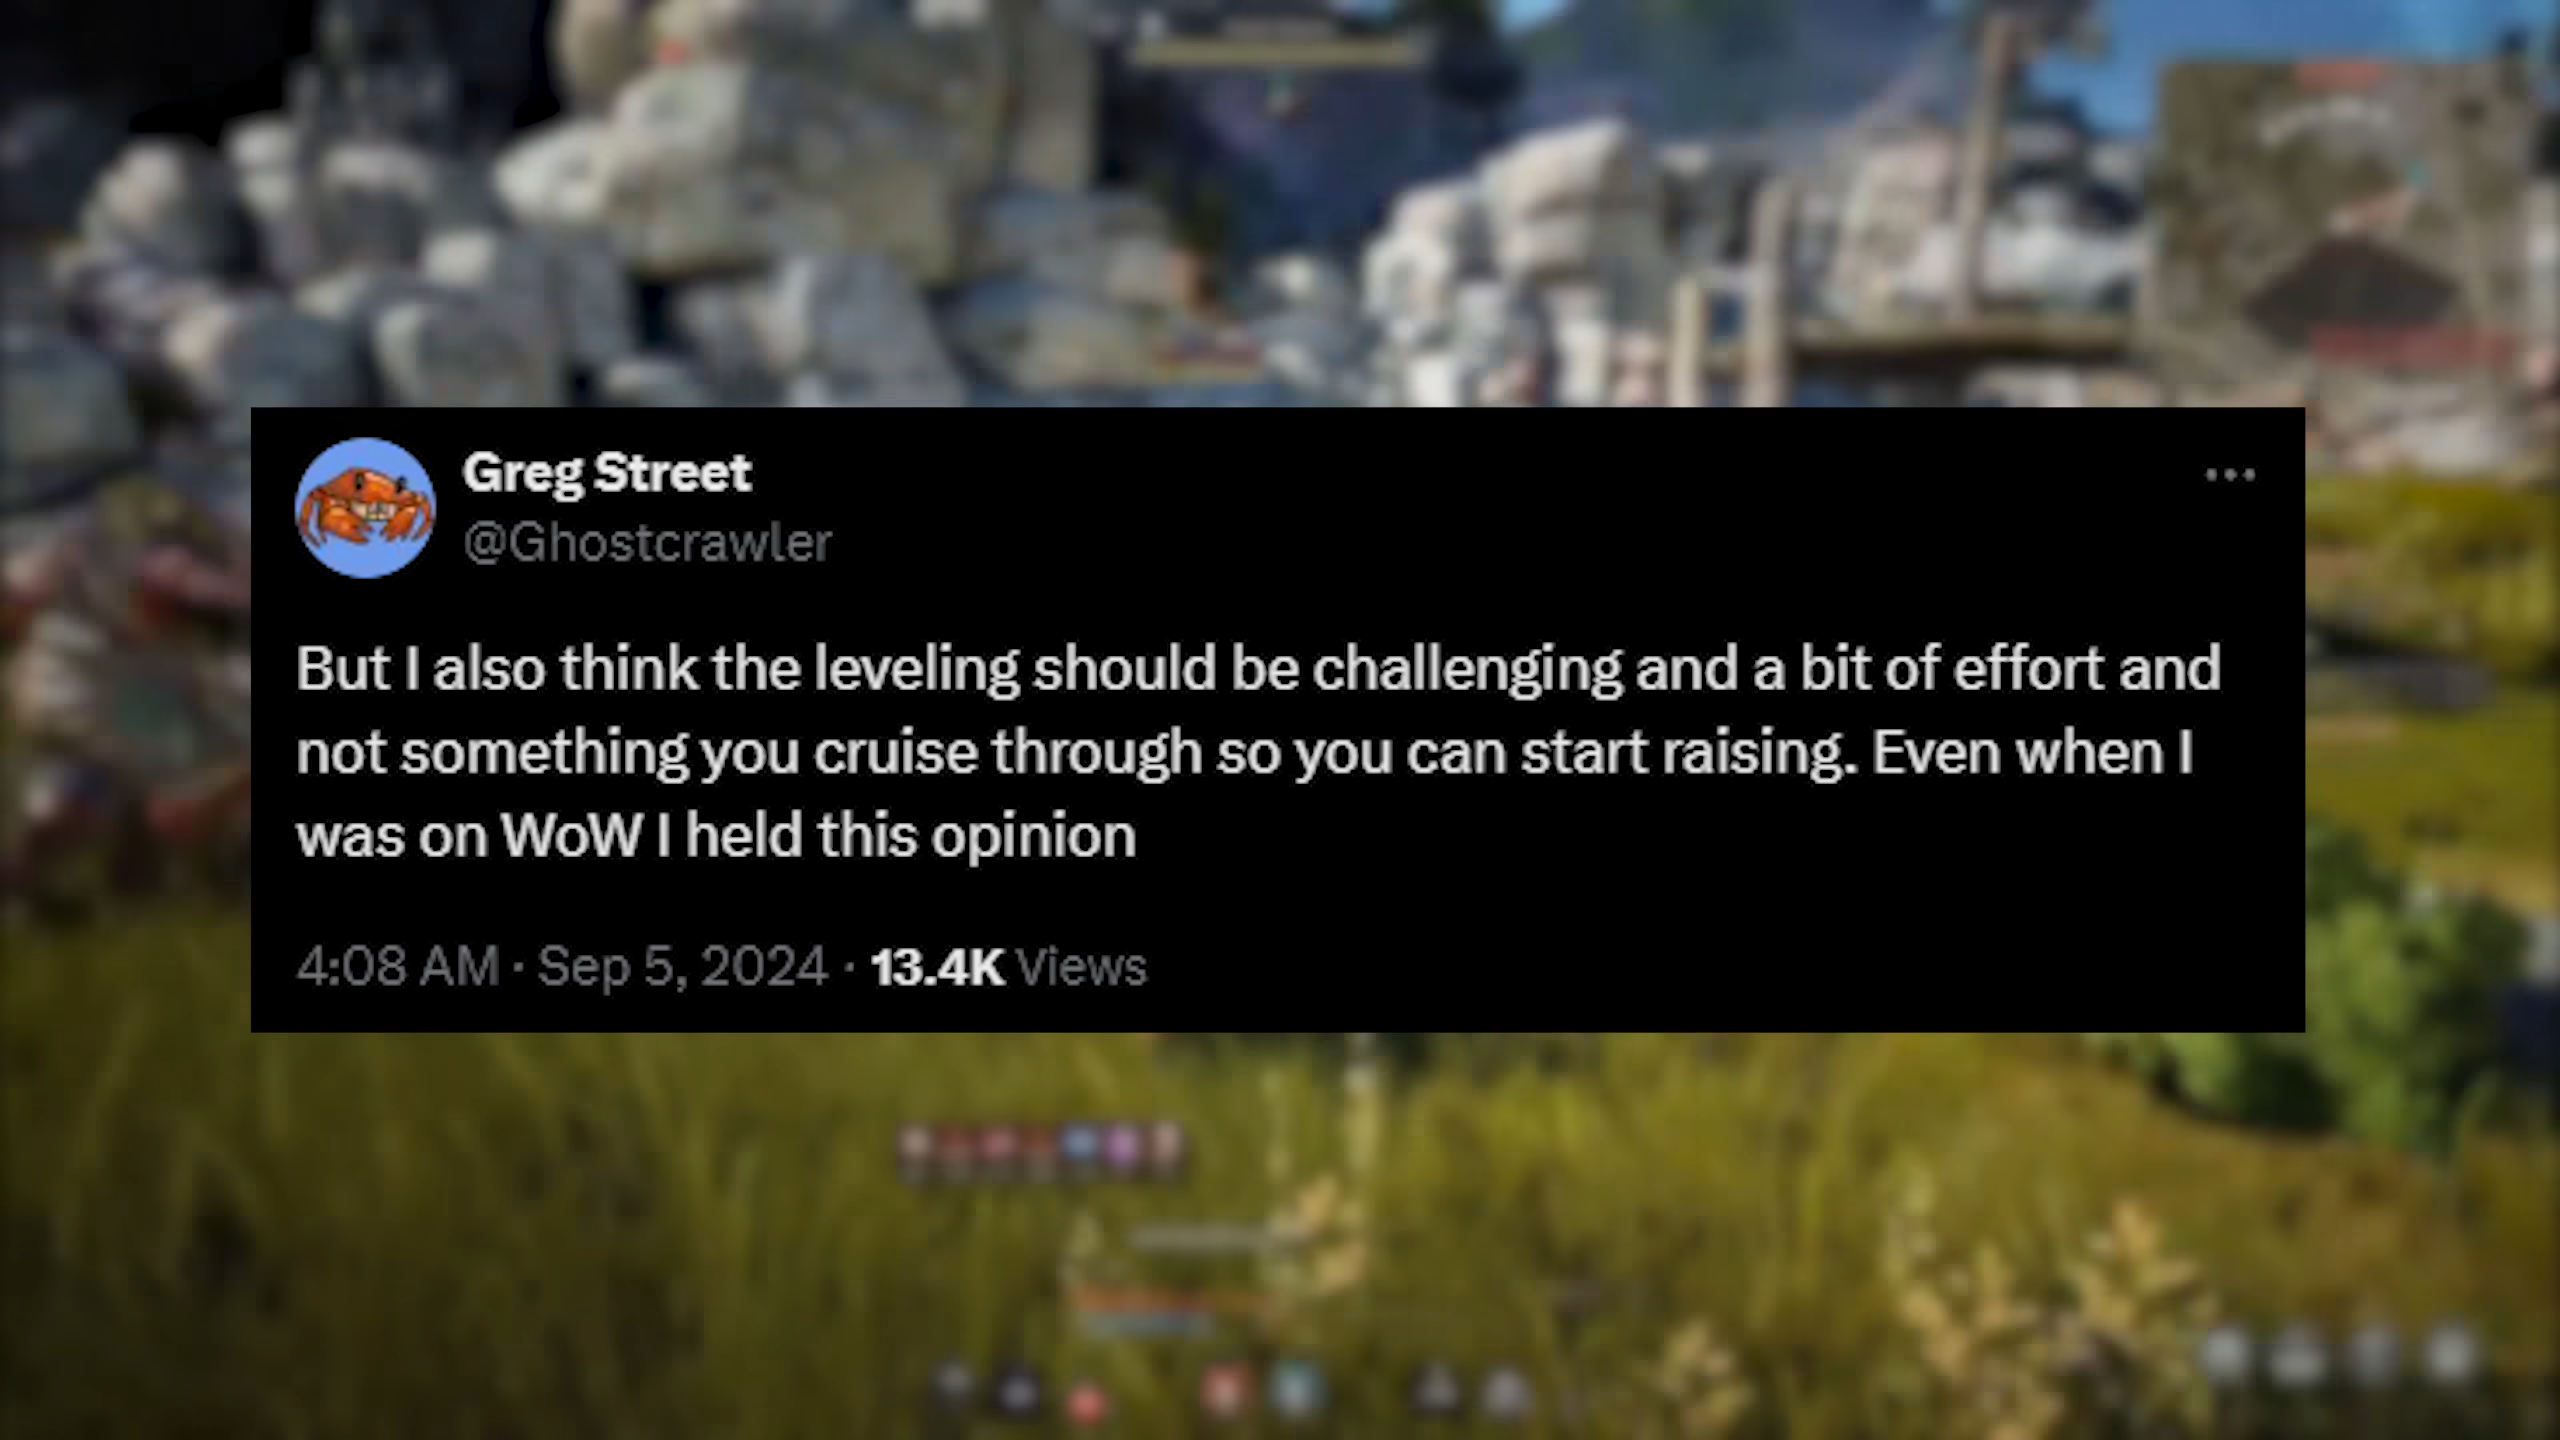 Greg Street
@Ghostcrawler
But I also think the leveling should be challenging and a bit of effort and
not something you cruise through so you can start raising. Even when I
was on WoW I held this opinion
4:08 AM · Sep 5, 2024 · 13.4K Views